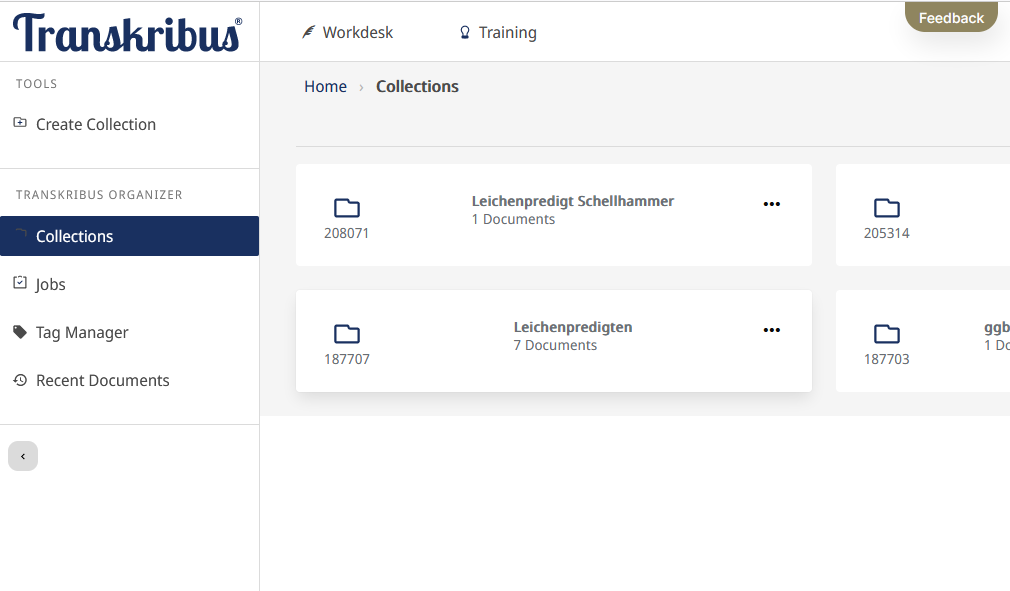 Transkribus®
Workdesk
Training
Feedback
TOOLS
Create Collection
TRANSKRIBUS ORGANIZER
Collections
Jobs
Tag Manager
Recent Documents
Home › Collections
Leichenpredigt Schellhammer
1 Documents
208071
205314
Leichenpredigten
7 Documents
187707
ggb
1 Do
187703